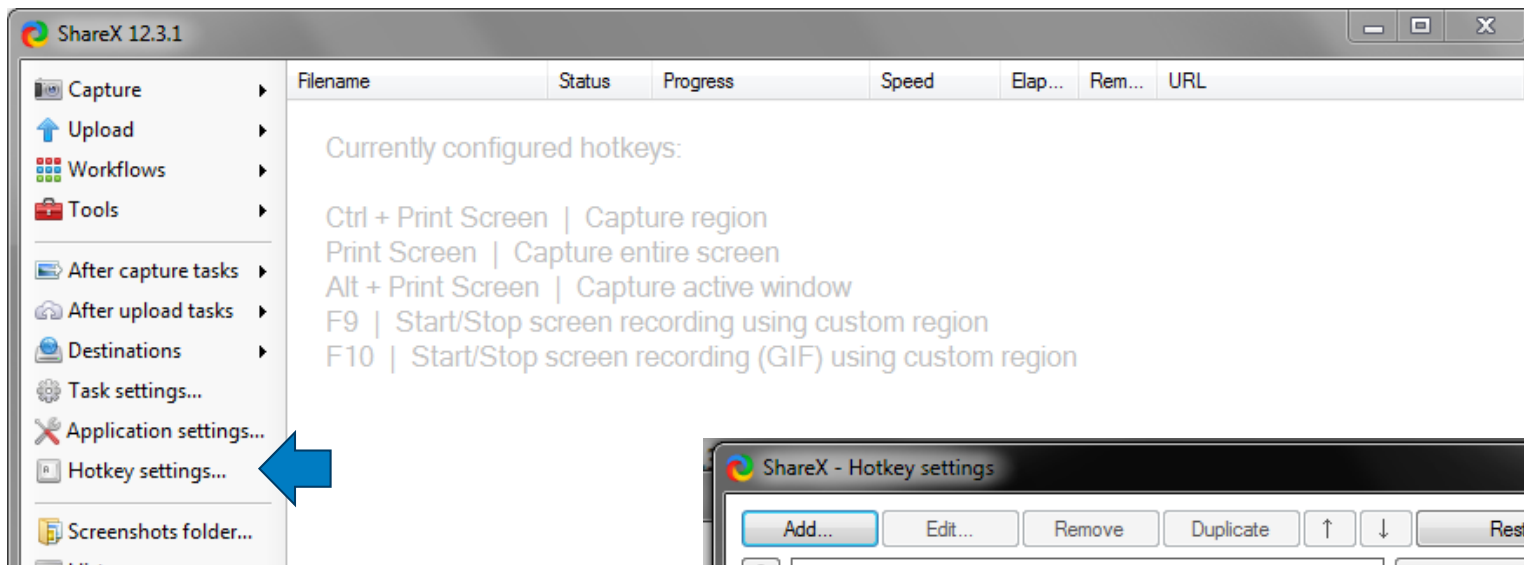 ShareX 12.3.1
Capture
Upload
Workflows
Tools
After capture tasks
After upload tasks
Destinations
Task settings...
Application settings...
Hotkey settings...
Screenshots folder...
Filename Status Progress Speed Elap... Rem... URL
Currently configured hotkeys:
Ctrl + Print Screen | Capture region
Print Screen | Capture entire screen
Alt + Print Screen | Capture active window
F9 | Start/Stop screen recording using custom region
F10 | Start/Stop screen recording (GIF) using custom region
ShareX - Hotkey settings
Add... Edit... Remove Duplicate ↑ ↓ Rest